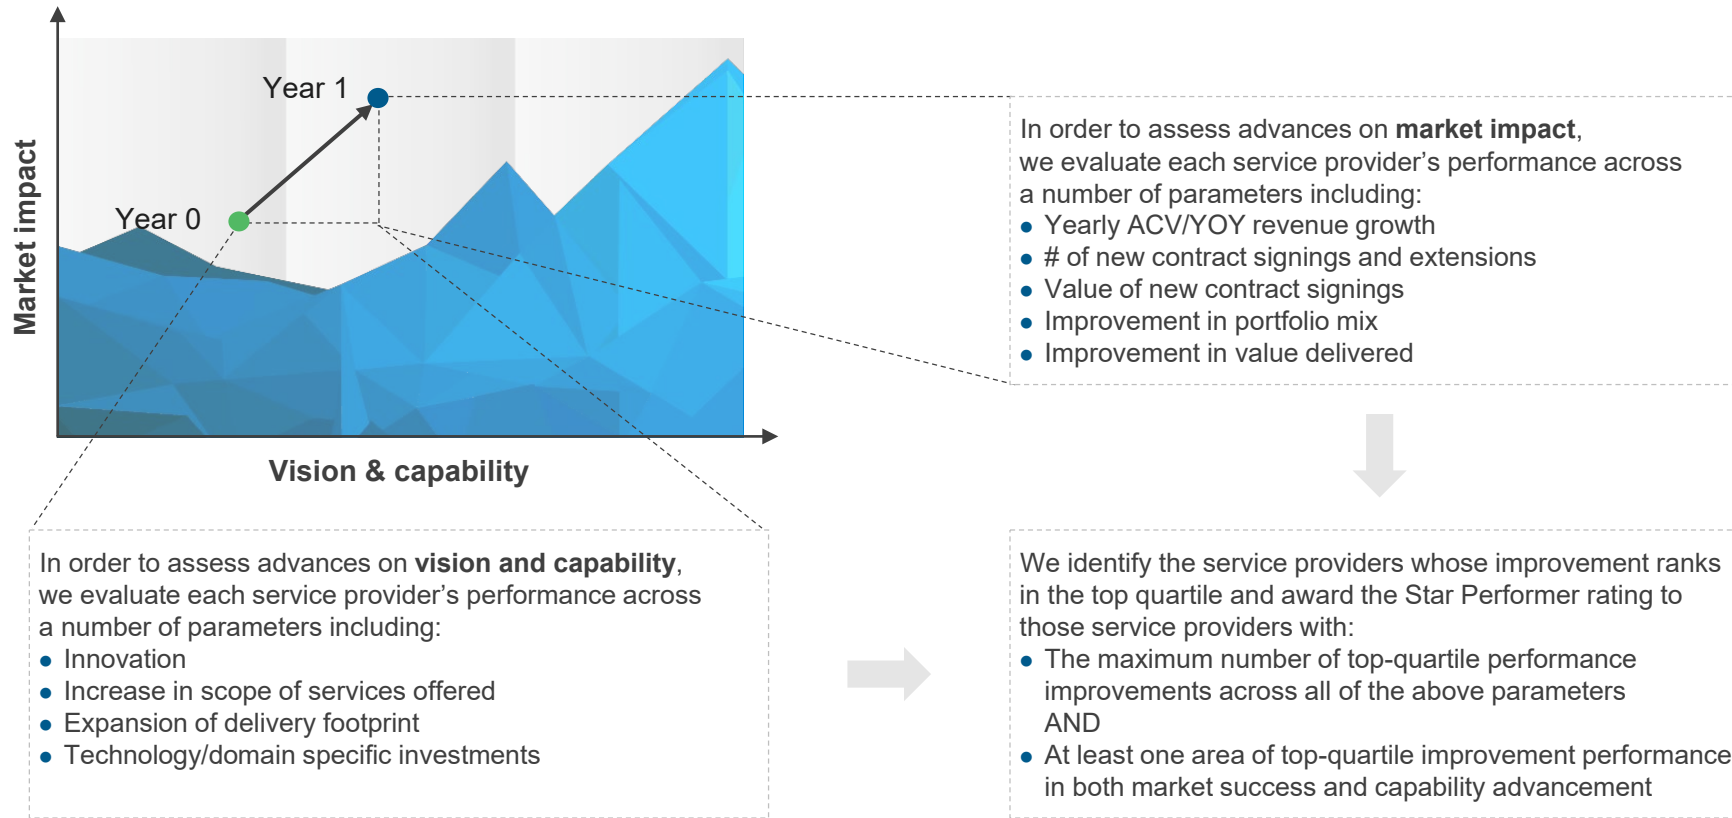 Year 1
Year 0
Market impact
Vision & capability
In order to assess advances on market impact,
we evaluate each service provider’s performance across
a number of parameters including:
● Yearly ACV/YOY revenue growth
● # of new contract signings and extensions
● Value of new contract signings
● Improvement in portfolio mix
● Improvement in value delivered
In order to assess advances on vision and capability,
we evaluate each service provider’s performance across
a number of parameters including:
● Innovation
● Increase in scope of services offered
● Expansion of delivery footprint
● Technology/domain specific investments
We identify the service providers whose improvement ranks
in the top quartile and award the Star Performer rating to
those service providers with:
● The maximum number of top-quartile performance
improvements across all of the above parameters
AND
● At least one area of top-quartile improvement performance
in both market success and capability advancement